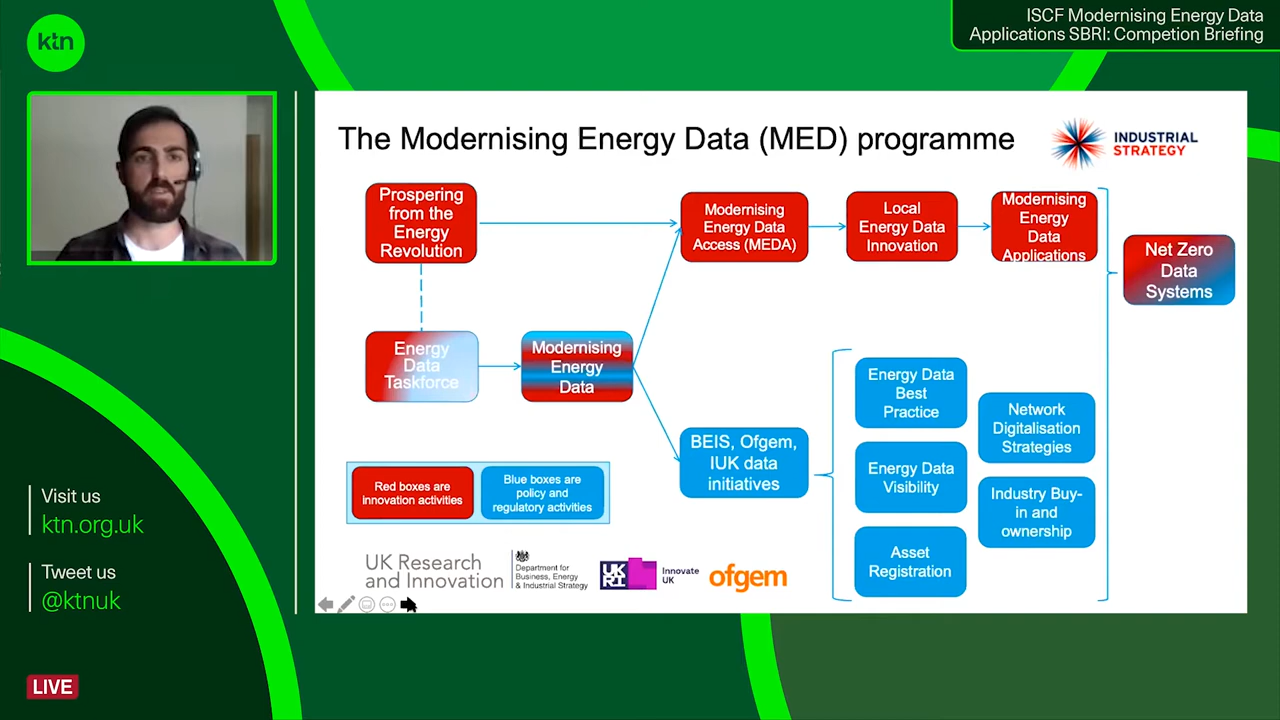 ktn
ISCF Modernising Energy Data
Applications SBRI: Competion Briefing
The Modernising Energy Data (MED) programme
INDUSTRIAL
STRATEGY
Prospering
from the
Energy
Revolution
Modernising
Energy Data
Access (MEDA)
Local
Energy Data
Innovation
Modernising
Energy
Data
Applications
Net Zero
Data
Systems
Energy
Data
Taskforce
Modernising
Energy
Data
BEIS, Ofgem,
IUK data
initiatives
Energy Data
Best
Practice
Network
Digitalisation
Strategies
Energy Data
Visibility
Industry Buy-
in and
ownership
Asset
Registration
Red boxes are
innovation activities
Blue boxes are
policy and
regulatory activities
UK Research
and Innovation
Department for
Business, Energy
& Industrial Strategy
UK
RI
Innovate
UK
ofgem
Visit us
ktn.org.uk
Tweet us
@ktnuk
LIVE